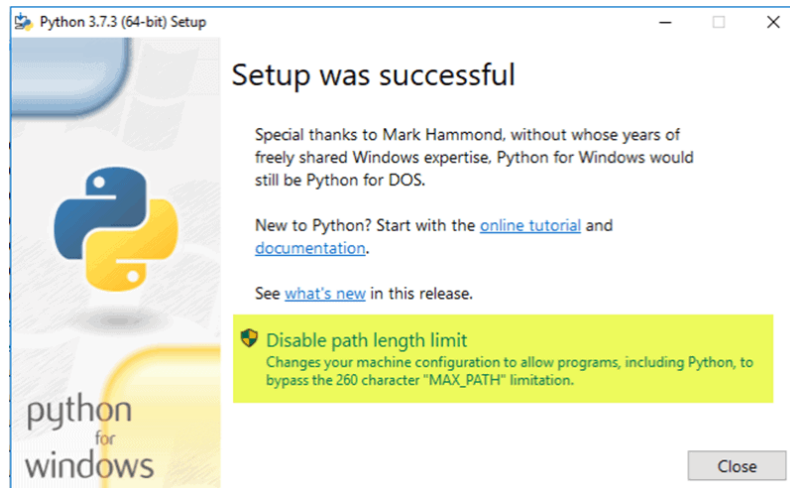 Python 3.7.3 (64-bit) Setup
Setup was successful
Special thanks to Mark Hammond, without whose years of
freely shared Windows expertise, Python for Windows would
still be Python for DOS.
New to Python? Start with the online tutorial and
documentation.
See what's new in this release.
Disable path length limit
Changes your machine configuration to allow programs, including Python, to
bypass the 260 character "MAX_PATH" limitation.
python
for
windows
Close